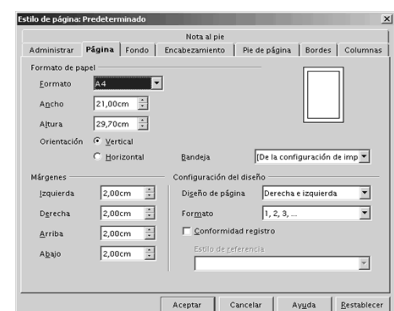 Estilo de página: Predeterminado
Nota al pie
Administrar Página Fondo Encabezamiento Pie de página Bordes Columnas
Formato de papel
Formato A4
Ancho 21,00cm
Altura 29,70cm
Orientación Vertical
Horizontal Bandeja [De la configuración de imp
Márgenes Configuración del diseño
Izquierda 2,00cm Diseño de página Derecha e izquierda
Derecha 2,00cm Formato 1, 2, 3, ...
Arriba 2,00cm Conformidad registro
Abajo 2,00cm Estilo de referencia
Aceptar Cancelar Ayuda Restablecer